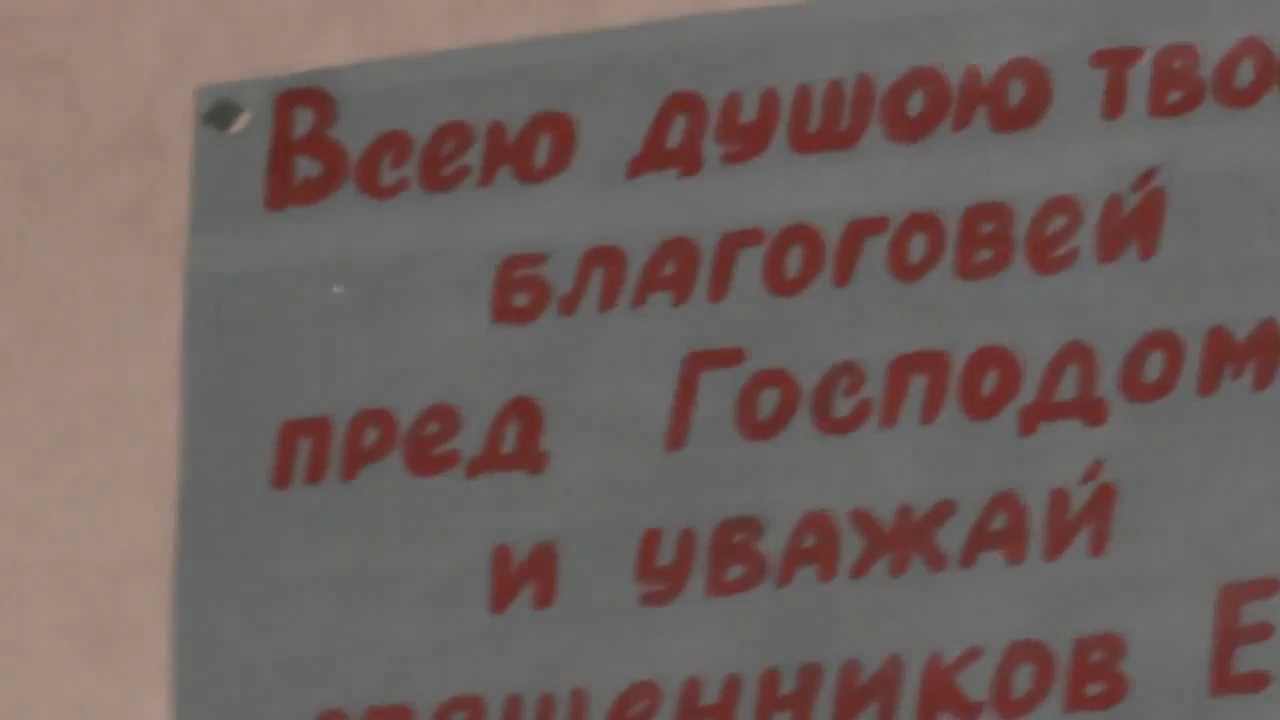 Всею душою тво
благоговей
пред Господом
и уважай